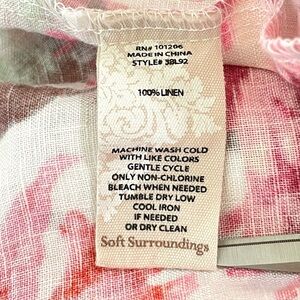 RN# 101206
MADE IN CHINA
STYLE# 38L92
100% LINEN
MACHINE WASH COLD
WITH LIKE COLORS
GENTLE CYCLE
ONLY NON-CHLORINE
BLEACH WHEN NEEDED
TUMBLE DRY LOW
COOL IRON
IF NEEDED
OR DRY CLEAN
Soft Surroundings